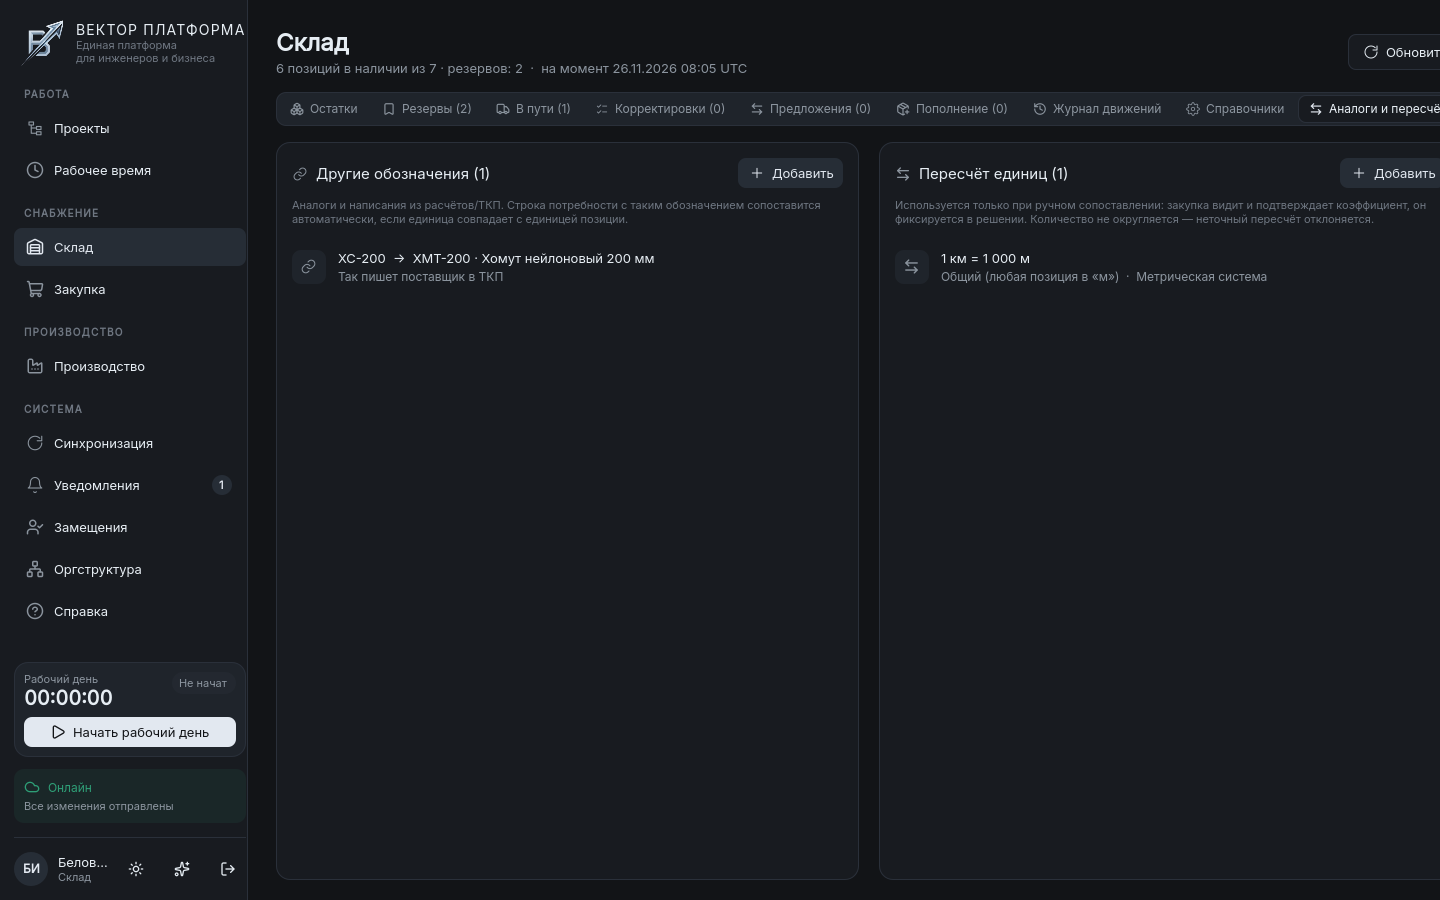 ВЕКТОР ПЛАТФОРМА
Единая платформа
для инженеров и бизнеса
РАБОТА
Проекты
Рабочее время
СНАБЖЕНИЕ
Склад
Закупка
ПРОИЗВОДСТВО
Производство
СИСТЕМА
Синхронизация
Уведомления 1
Замещения
Оргструктура
Справка
Рабочий день
Не начат
00:00:00
Начать рабочий день
Онлайн
Все изменения отправлены
БИ
Белов...
Склад
Склад
6 позиций в наличии из 7 · резервов: 2 · на момент 26.11.2026 08:05 UTC
Обновит
Остатки Резервы (2) В пути (1) Корректировки (0) Предложения (0) Пополнение (0) Журнал движений Справочники Аналоги и пересчё
Другие обозначения (1)
Добавить
Аналоги и написания из расчётов/ТКП. Строка потребности с таким обозначением сопоставится
автоматически, если единица совпадает с единицей позиции.
ХС-200 → ХМТ-200 · Хомут нейлоновый 200 мм
Так пишет поставщик в ТКП
Пересчёт единиц (1)
Добавить
Используется только при ручном сопоставлении: закупка видит и подтверждает коэффициент, он
фиксируется в решении. Количество не округляется — неточный пересчёт отклоняется.
1 км = 1 000 м
Общий (любая позиция в «м») · Метрическая система